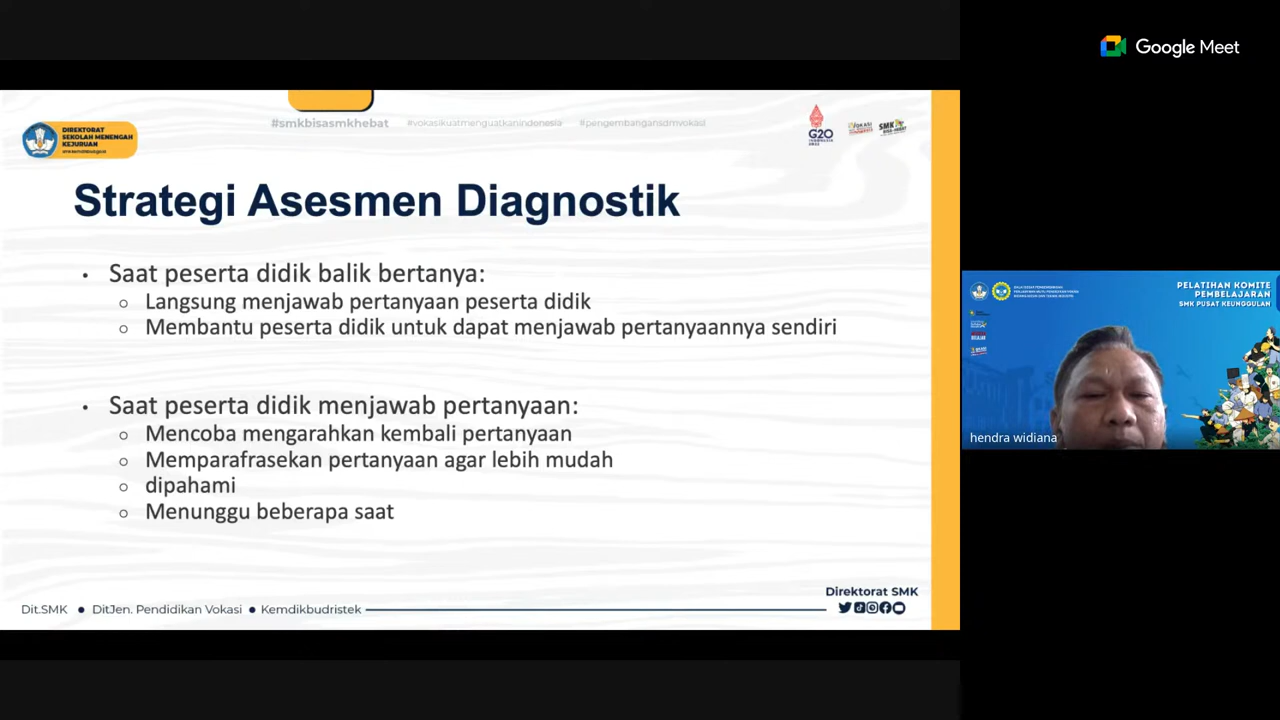 Google Meet
#smkbisasmkhebat #vokasikuatmenguatkanindonesia #pengembangansdmvokasi
DIREKTORAT
SEKOLAH MENENGAH
KEJURUAN
G20
Strategi Asesmen Diagnostik
• Saat peserta didik balik bertanya:
○ Langsung menjawab pertanyaan peserta didik
○ Membantu peserta didik untuk dapat menjawab pertanyaannya sendiri
• Saat peserta didik menjawab pertanyaan:
○ Mencoba mengarahkan kembali pertanyaan
○ Memparafrasekan pertanyaan agar lebih mudah
○ dipahami
○ Menunggu beberapa saat
Direktorat SMK
Dit.SMK • DitJen. Pendidikan Vokasi • Kemdikbudristek
PELATIHAN KOMITE
PEMBELAJARAN
SMK PUSAT KEUNGGULAN
hendra widiana